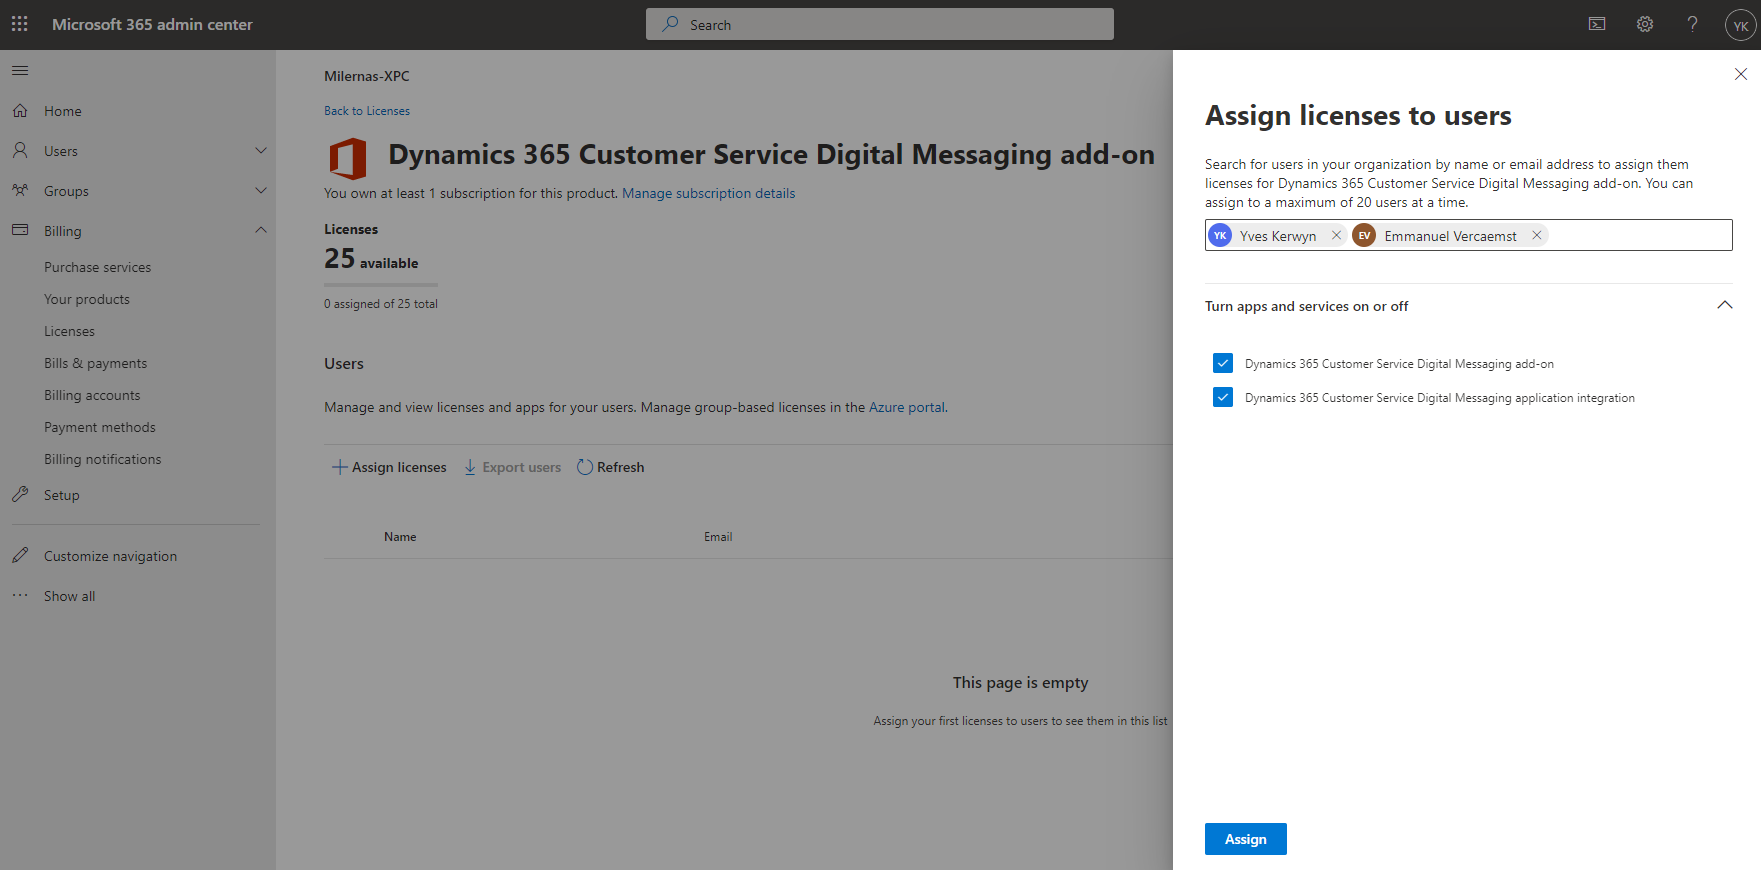 Microsoft 365 admin center
Search
YK
Home
Users
Groups
Billing
Purchase services
Your products
Licenses
Bills & payments
Billing accounts
Payment methods
Billing notifications
Setup
Customize navigation
Show all
Milernas-XPC
Back to Licenses
Dynamics 365 Customer Service Digital Messaging add-on
You own at least 1 subscription for this product. Manage subscription details
Licenses
25 available
0 assigned of 25 total
Users
Manage and view licenses and apps for your users. Manage group-based licenses in the Azure portal.
Assign licenses Export users Refresh
Name Email
This page is empty
Assign your first licenses to users to see them in this list
Assign licenses to users
Search for users in your organization by name or email address to assign them
licenses for Dynamics 365 Customer Service Digital Messaging add-on. You can
assign to a maximum of 20 users at a time.
YK Yves Kerwyn EV Emmanuel Vercaemst
Turn apps and services on or off
Dynamics 365 Customer Service Digital Messaging add-on
Dynamics 365 Customer Service Digital Messaging application integration
Assign